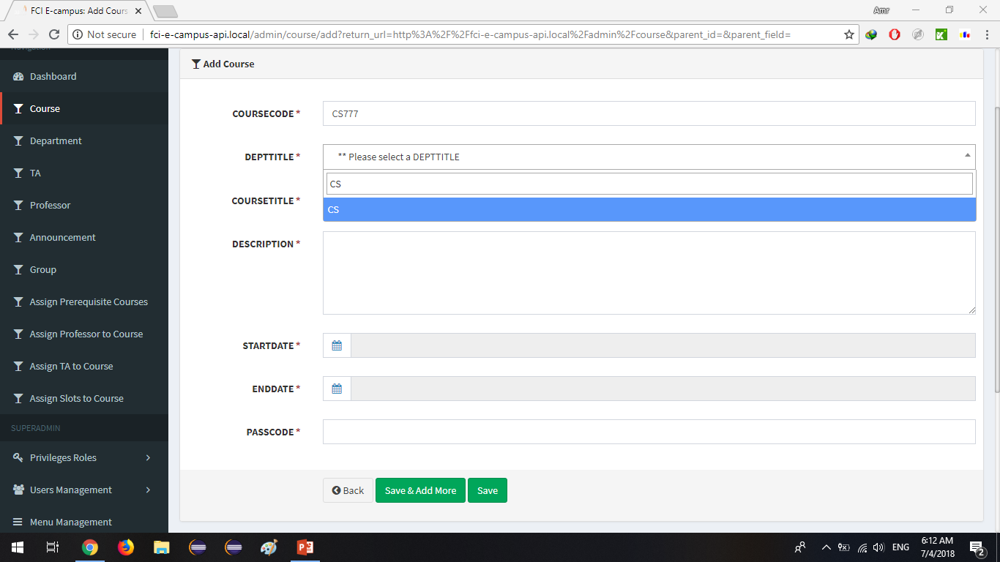 FCI E-campus: Add Cours
Amr
Not secure
fci-e-campus-api.local/admin/course/add?return_url=http%3A%2F%2Ffci-e-campus-api.local%2Fadmin%2Fcourse&parent_id=&parent_field=
Dashboard
Course
Department
TA
Professor
Announcement
Group
Assign Prerequisite Courses
Assign Professor to Course
Assign TA to Course
Assign Slots to Course
SUPERADMIN
Privileges Roles
Users Management
Menu Management
Add Course
COURSECODE *
CS777
DEPTTITLE *
** Please select a DEPTTITLE
CS
CS
COURSETITLE *
DESCRIPTION *
STARTDATE *
ENDDATE *
PASSCODE *
Back
Save & Add More
Save
ENG
6:12 AM
7/4/2018
2